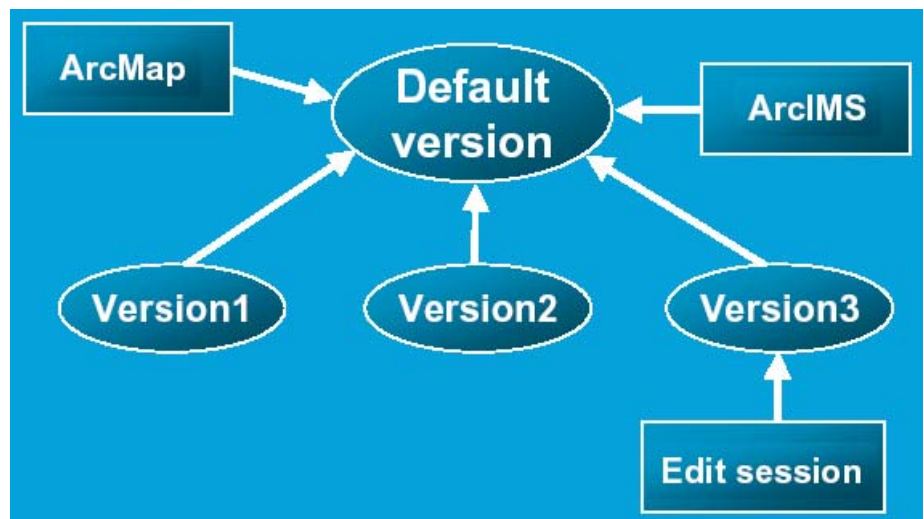 ArcMap
Default
version
ArcIMS
Version1
Version2
Version3
Edit session